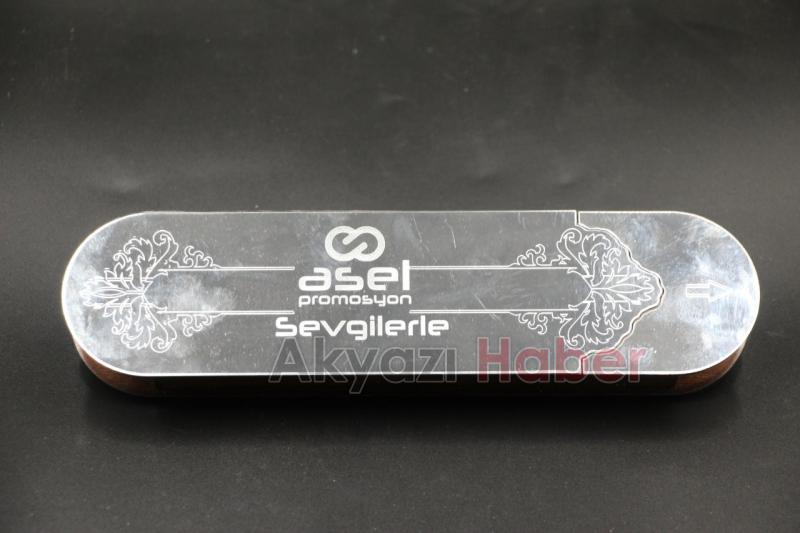 asel
promosyon
Sevgilerle
Akyazı Haber